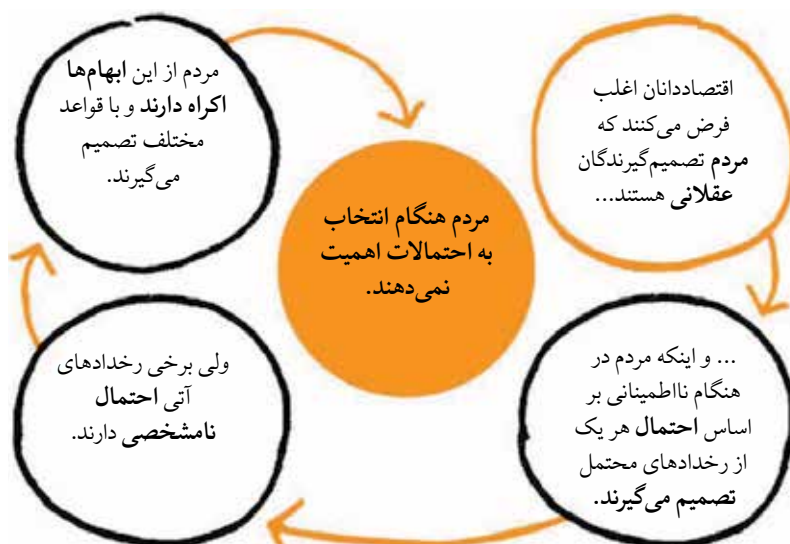 اقتصاددانان اغلب
فرض می‌کنند که
مردم تصمیم‌گیرندگان
عقلانی هستند...
... و اینکه مردم در
هنگام نااطمینانی بر
اساس احتمال هر یک
از رخدادهای محتمل
تصمیم می‌گیرند.
ولی برخی رخدادهای
آتی احتمال
نامشخصی دارند.
مردم از این ابهام‌ها
اکراه دارند و با قواعد
مختلف تصمیم
می‌گیرند.
مردم هنگام انتخاب
به احتمالات اهمیت
نمی‌دهند.